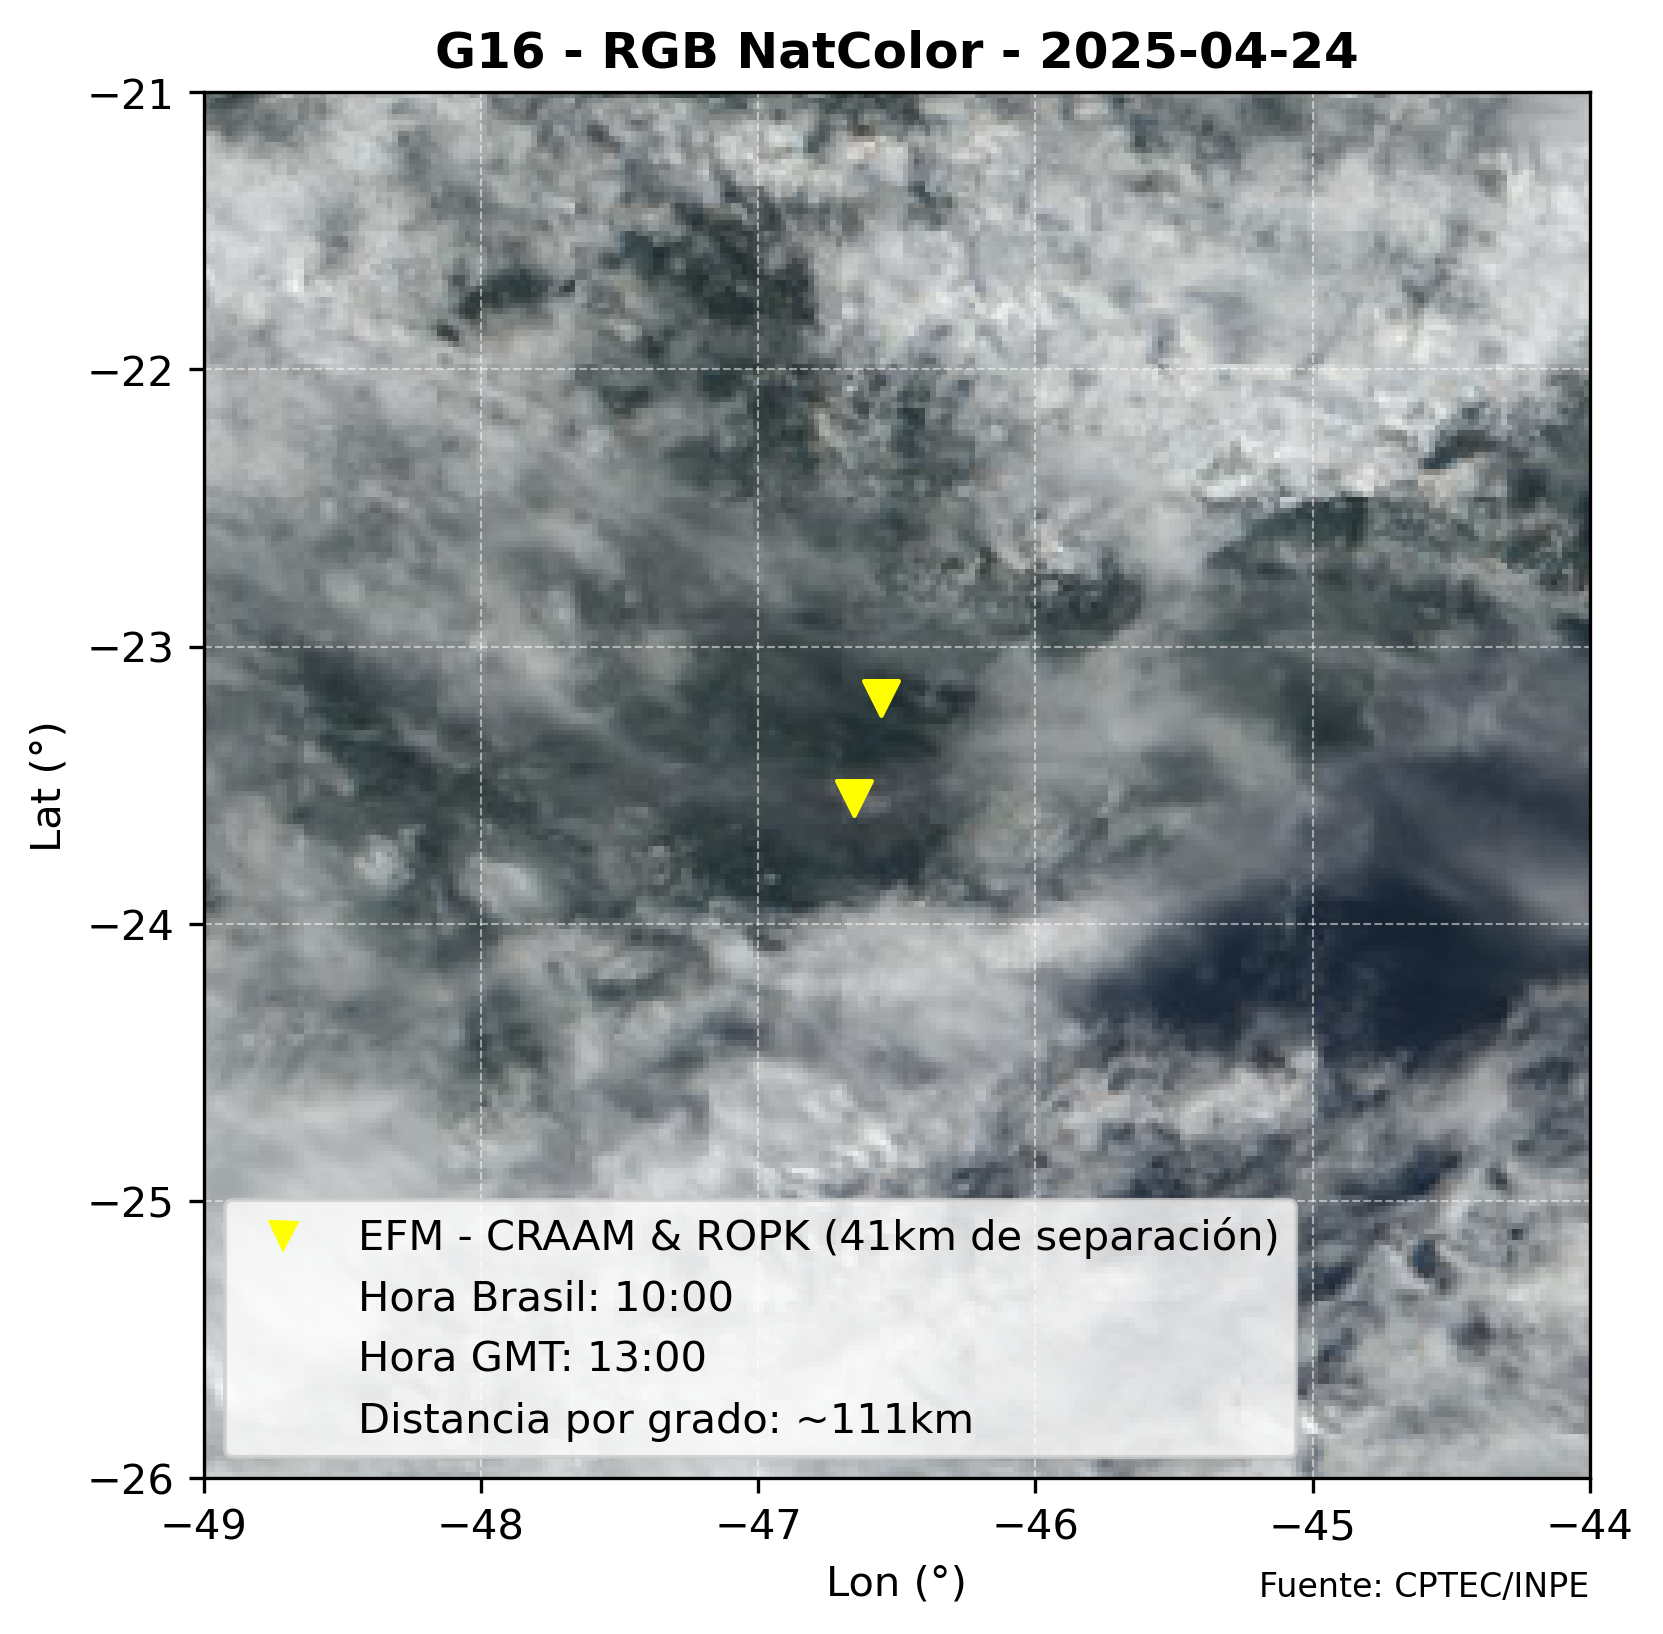 G16 - RGB NatColor - 2025-04-24
−21
−22
−23
−24
−25
−26
Lat (°)
EFM - CRAAM & ROPK (41km de separación)
Hora Brasil: 10:00
Hora GMT: 13:00
Distancia por grado: ~111km
−49 −48 −47 −46 −45 −44
Lon (°)
Fuente: CPTEC/INPE